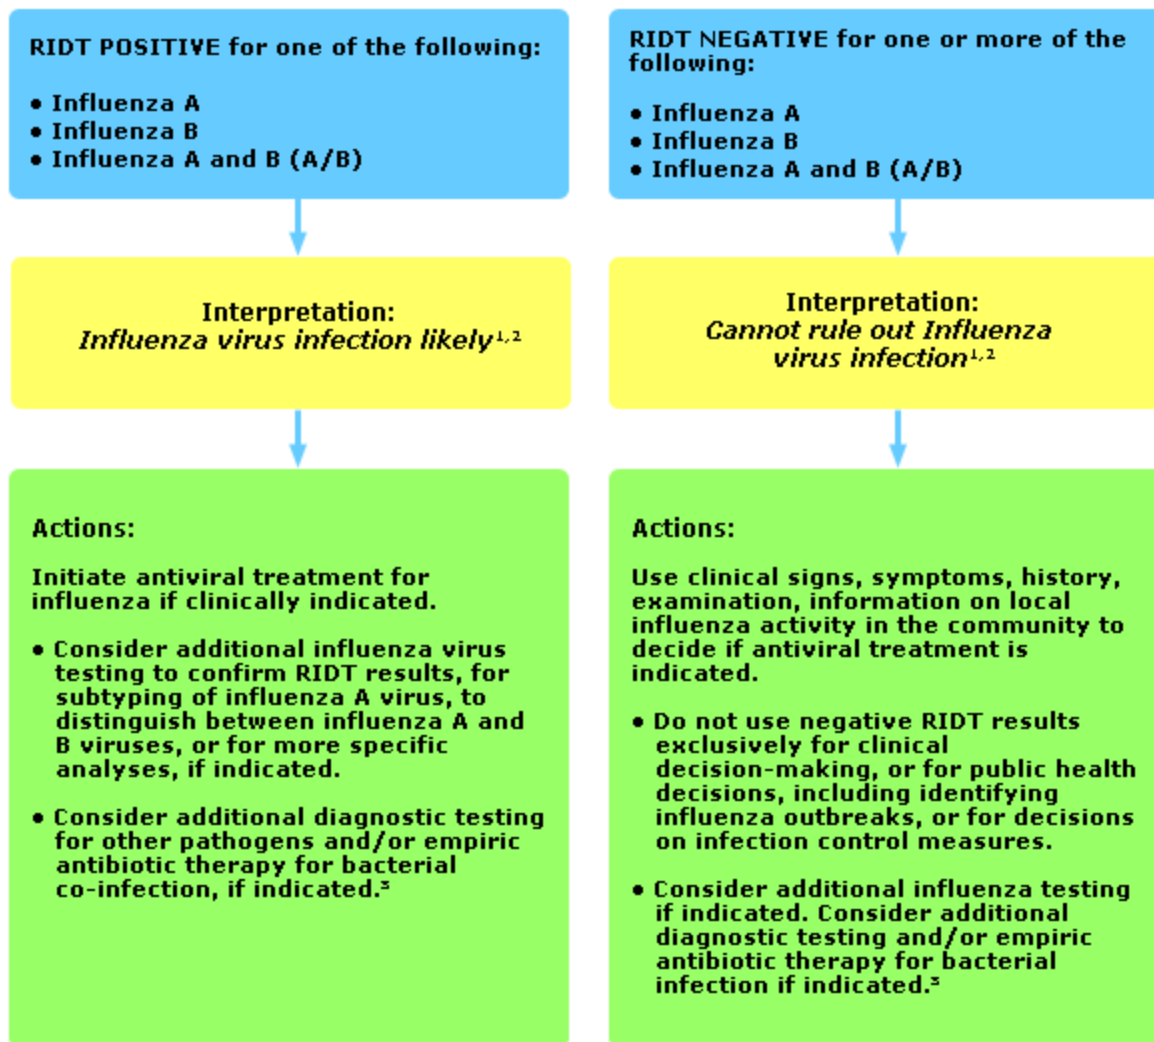 RIDT POSITIVE for one of the following:
• Influenza A
• Influenza B
• Influenza A and B (A/B)
Interpretation:
Influenza virus infection likely¹,²
Actions:
Initiate antiviral treatment for
influenza if clinically indicated.
• Consider additional influenza virus
testing to confirm RIDT results, for
subtyping of influenza A virus, to
distinguish between influenza A and
B viruses, or for more specific
analyses, if indicated.
• Consider additional diagnostic testing
for other pathogens and/or empiric
antibiotic therapy for bacterial
co-infection, if indicated.³
RIDT NEGATIVE for one or more of the
following:
• Influenza A
• Influenza B
• Influenza A and B (A/B)
Interpretation:
Cannot rule out Influenza
virus infection¹,²
Actions:
Use clinical signs, symptoms, history,
examination, information on local
influenza activity in the community to
decide if antiviral treatment is
indicated.
• Do not use negative RIDT results
exclusively for clinical
decision-making, or for public health
decisions, including identifying
influenza outbreaks, or for decisions
on infection control measures.
• Consider additional influenza testing
if indicated. Consider additional
diagnostic testing and/or empiric
antibiotic therapy for bacterial
infection if indicated.³